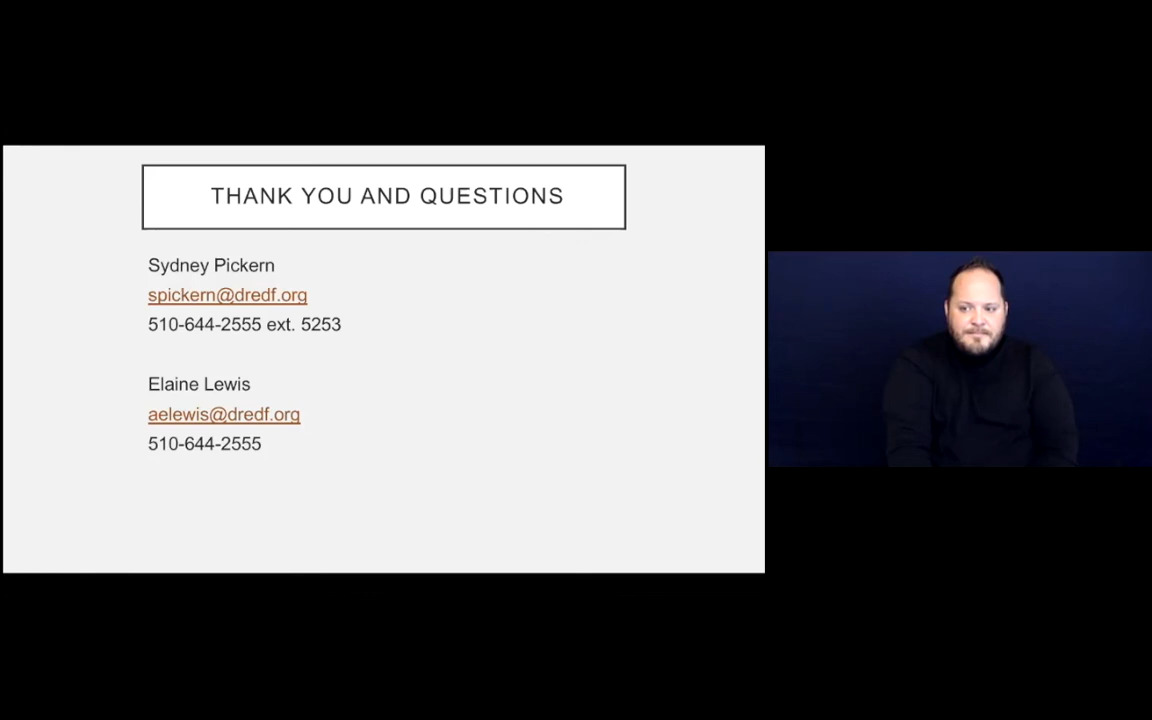 THANK YOU AND QUESTIONS
Sydney Pickern
spickern@dredf.org
510-644-2555 ext. 5253
Elaine Lewis
aelewis@dredf.org
510-644-2555